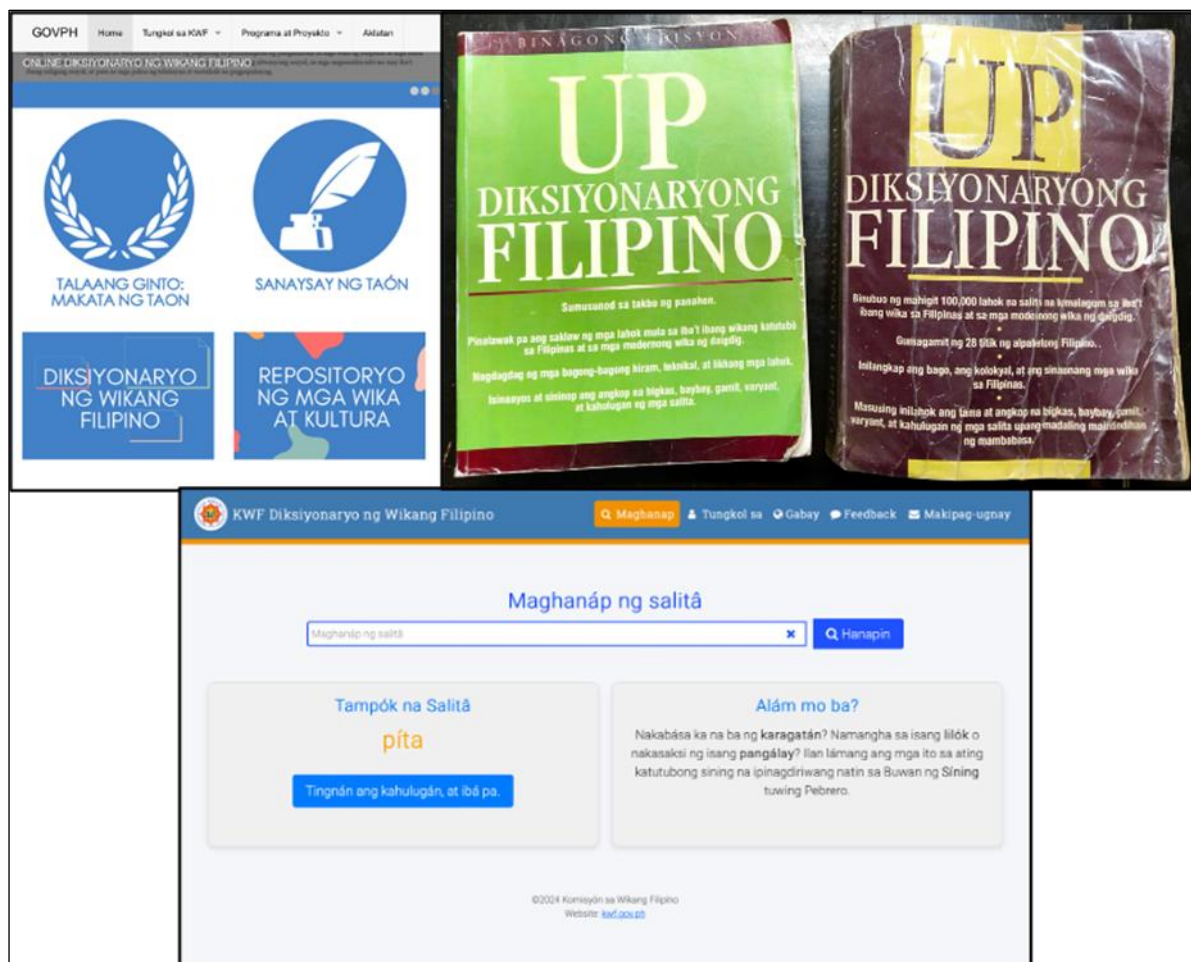 GOVPH Home Tungkol sa KWF Programa at Proyekto Aklatan
ONLINE DIKSIYONARYO NG WIKANG FILIPINO
TALAANG GINTO:
MAKATA NG TAON
SANAYSAY NG TAÓN
DIKSIYONARYO
NG WIKANG
FILIPINO
REPOSITORYO
NG MGA WIKA
AT KULTURA
BINAGONG EDISYON
UP
DIKSIYONARYONG
FILIPINO
Sumusunod sa takbo ng panahon.
Pinalawak pa ang saklaw ng mga lahok mula sa iba't ibang wikang katutubò
sa Filipinas at sa mga modernong wika ng daigdig.
Nagdagdag ng mga bagong-bagong hiram, teknikal, at likhang mga lahok.
Isinaayos at sininop ang angkop na bigkas, baybay, gamit, varyant,
at kahulugan ng mga salita.
UP
DIKSIYONARYONG
FILIPINO
Binubuo ng mahigit 100,000 lahok na salita na kinalagum sa iba't
ibang wika sa Filipinas at sa mga modernong wika ng daigdig.
Gumagamit ng 28 titik ng alpabetong Filipino.
Inilangkap ang bago, ang kolokyal, at ang sinaunang mga wika
sa Filipinas.
Masusing inilahok ang tama at angkop na bigkas, baybay, gamit,
varyant, at kahulugan ng mga salita upang madaling maintindihan
ng mambabasa.
KWF Diksiyonaryo ng Wikang Filipino Maghanap Tungkol sa Gabay Feedback Makipag-ugnay
Maghanáp ng salitâ
Maghanáp ng salitâ Hanapin
Tampók na Salitâ
píta
Tingnán ang kahulugán, at ibá pa.
Alám mo ba?
Nakabása ka na ba ng karagatán? Namangha sa isang lilók o
nakasaksi ng isang pangálay? Ilan lámang ang mga ito sa ating
katutubong sining na ipinagdiriwang natin sa Buwan ng Síning
tuwing Pebrero.
©2024 Komisyón sa Wikang Filipino
Website: kwf.gov.ph